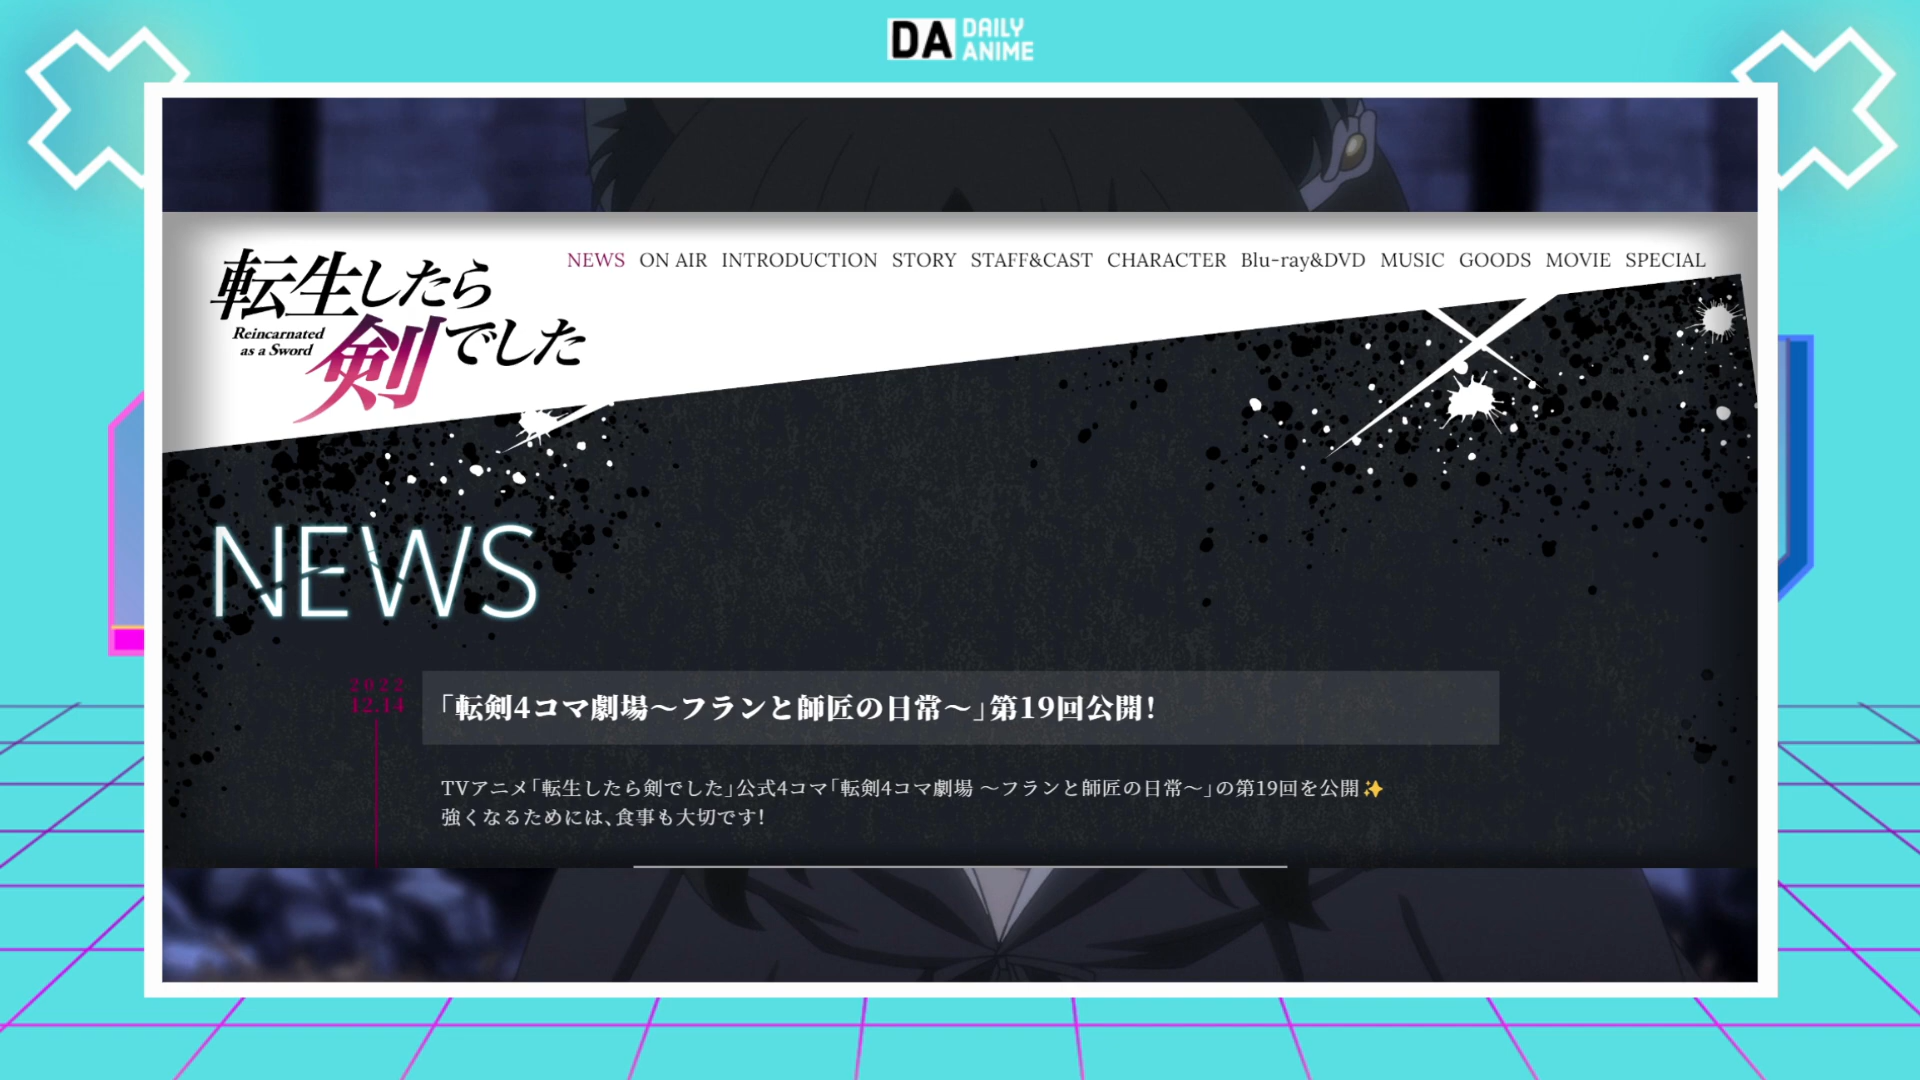 DA DAILY
ANIME
転生したら
剣でした
Reincarnated
as a Sword
NEWS ON AIR INTRODUCTION STORY STAFF&CAST CHARACTER Blu-ray&DVD MUSIC GOODS MOVIE SPECIAL
NEWS
2022
12.14
「転剣4コマ劇場～フランと師匠の日常～」第19回公開！
TVアニメ「転生したら剣でした」公式4コマ「転剣4コマ劇場 ～フランと師匠の日常～」の第19回を公開✨
強くなるためには、食事も大切です！